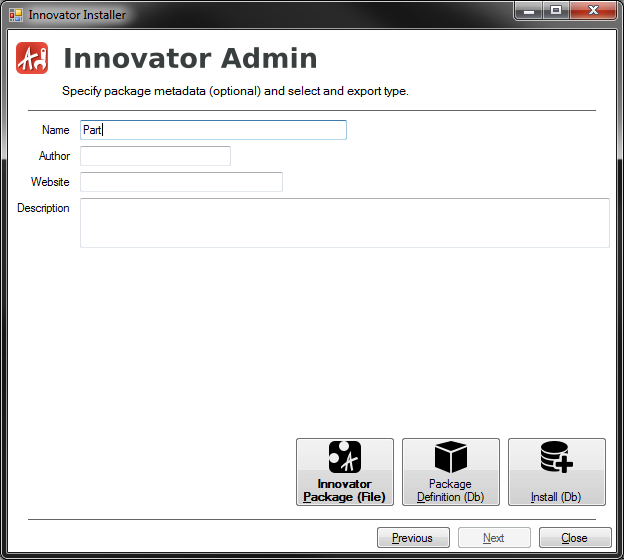 Innovator Installer
Innovator Admin
Specify package metadata (optional) and select and export type.
Name Part
Author
Website
Description
Innovator Package (File)
Package Definition (Db)
Install (Db)
Previous Next Close